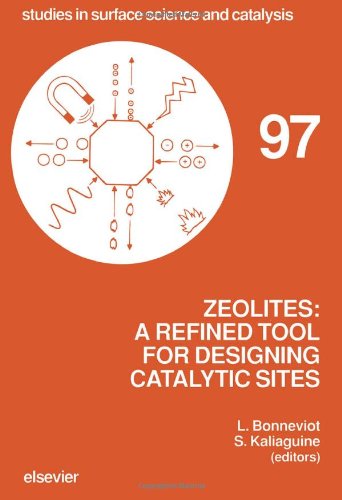 studies in surface science and catalysis
97
ZEOLITES:
A REFINED TOOL
FOR DESIGNING
CATALYTIC SITES
L. Bonneviot
S. Kaliaguine
(editors)
elsevier